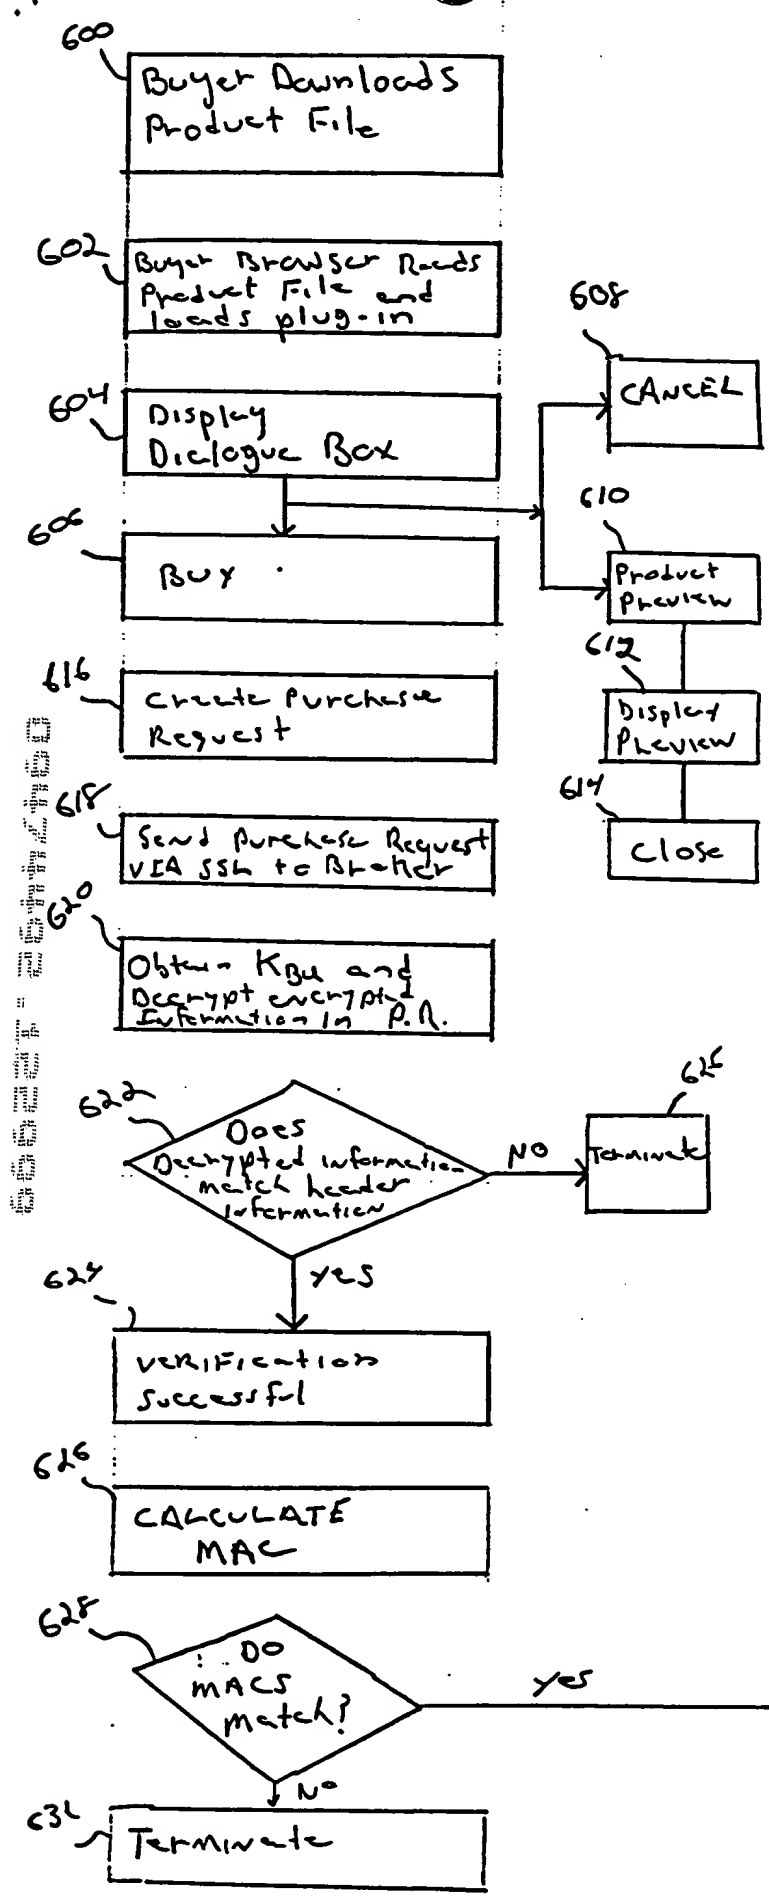 600
Buyer Downloads
Product File
602
Buyer Browser Reads
Product File and
loads plug-in
604
Display
Dialogue Box
608
CANCEL
606
BUY
610
Product
Preview
612
Display
Preview
614
Close
616
Create Purchase
Request
618
Send Purchase Request
VIA SSL to Broker
620
Obtain KBU and
Decrypt encrypted
Information in P.R.
622
Does
Decrypted information
match header
information
NO
Terminate
YES
624
VERIFication
Successful
626
CALCULATE
MAC
628
DO
MACS
Match?
Yes
NO
Terminate